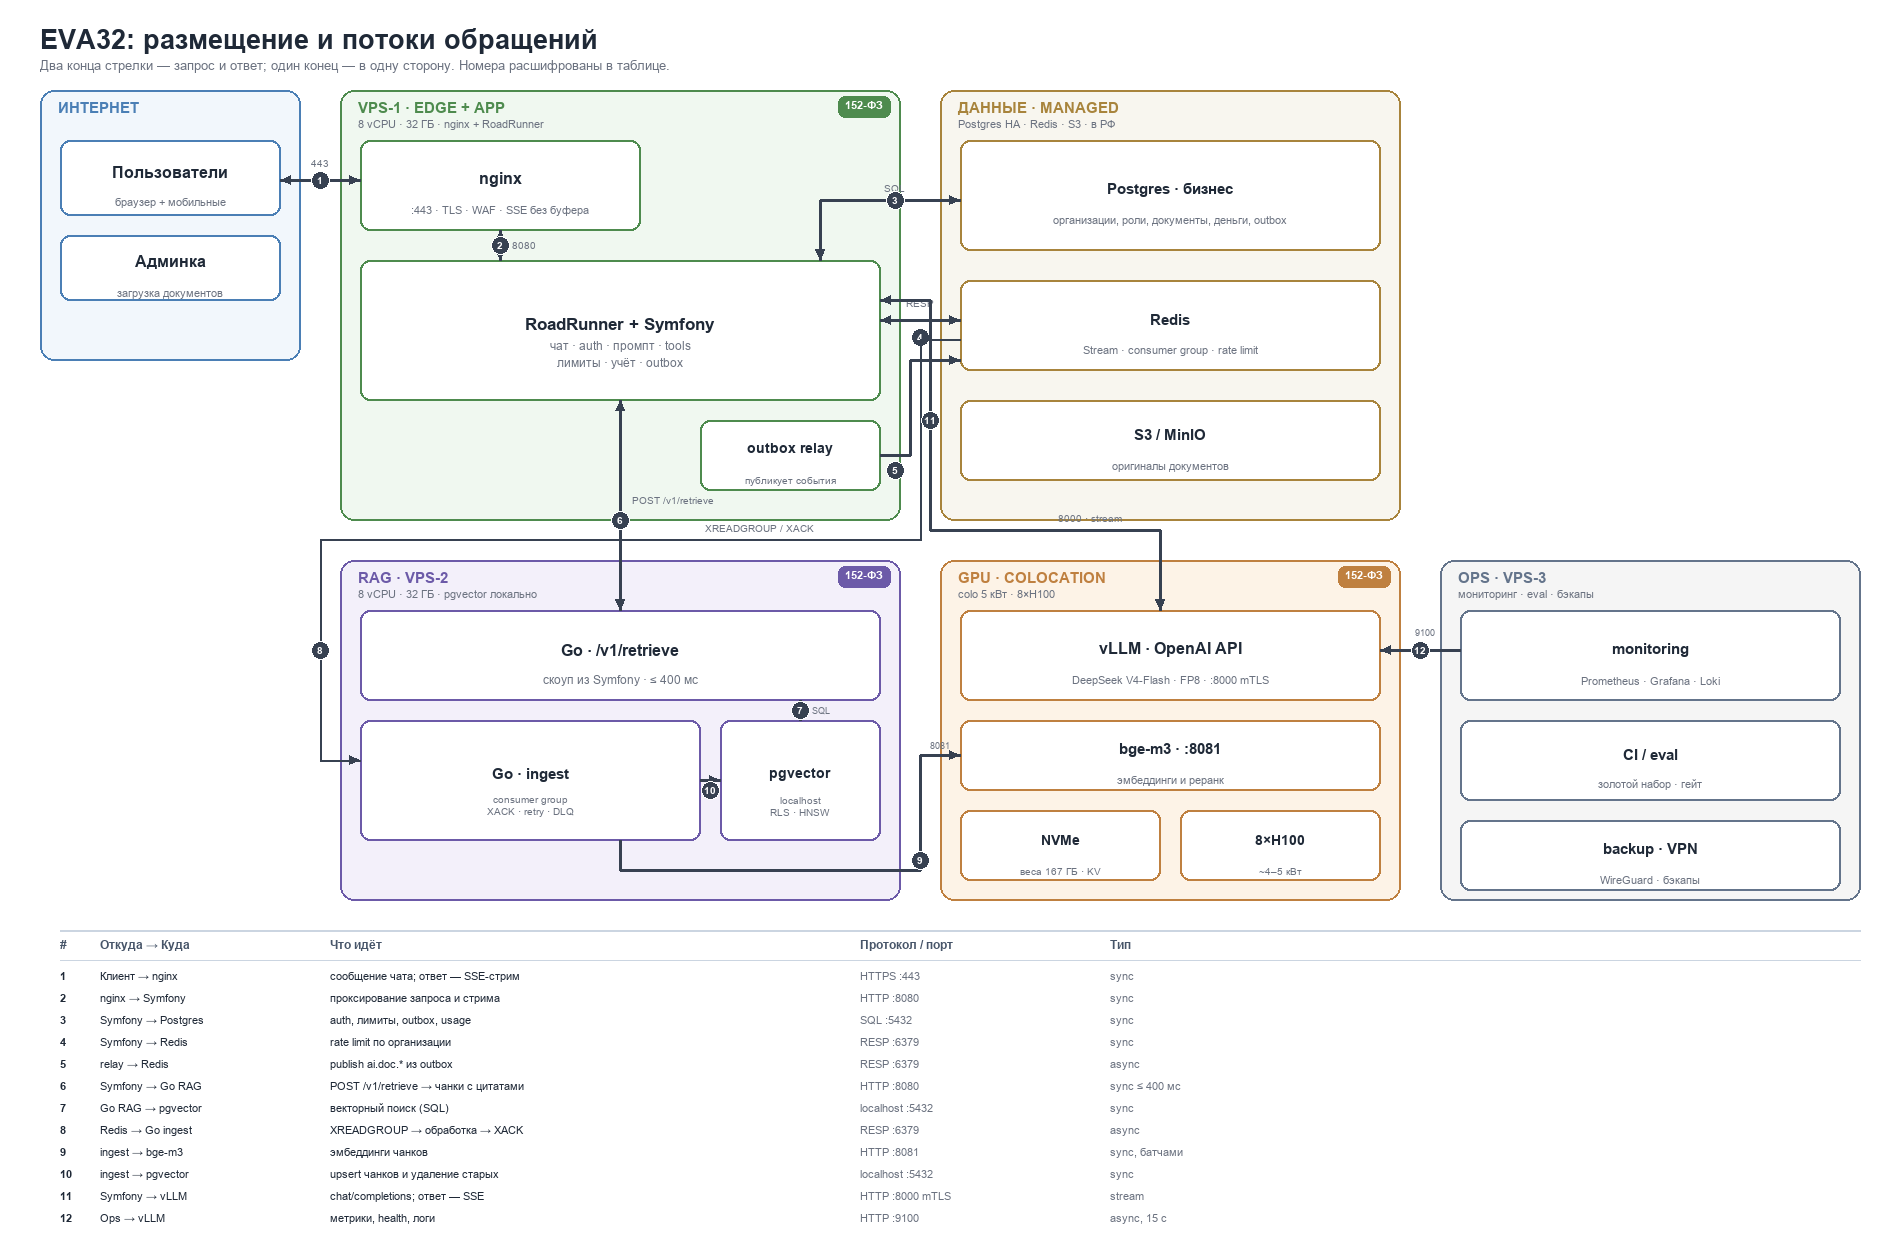 EVA32: размещение и потоки обращений
Два конца стрелки — запрос и ответ; один конец — в одну сторону. Номера расшифрованы в таблице.
ИНТЕРНЕТ
Пользователи
браузер + мобильные
Админка
загрузка документов
443
1
VPS-1 · EDGE + APP
152-ФЗ
8 vCPU · 32 ГБ · nginx + RoadRunner
nginx
:443 · TLS · WAF · SSE без буфера
2
8080
SQL
3
RoadRunner + Symfony
чат · auth · промпт · tools
лимиты · учёт · outbox
RESP
4
outbox relay
публикует события
5
11
POST /v1/retrieve
6
XREADGROUP / XACK
ДАННЫЕ · MANAGED
Postgres HA · Redis · S3 · в РФ
Postgres · бизнес
организации, роли, документы, деньги, outbox
Redis
Stream · consumer group · rate limit
S3 / MinIO
оригиналы документов
8000 · stream
RAG · VPS-2
152-ФЗ
8 vCPU · 32 ГБ · pgvector локально
Go · /v1/retrieve
скоуп из Symfony · ≤ 400 мс
8
7
SQL
Go · ingest
consumer group
XACK · retry · DLQ
10
pgvector
localhost
RLS · HNSW
9
8081
GPU · COLOCATION
152-ФЗ
colo 5 кВт · 8×H100
vLLM · OpenAI API
DeepSeek V4-Flash · FP8 · :8000 mTLS
bge-m3 · :8081
эмбеддинги и реранк
NVMe
веса 167 ГБ · KV
8×H100
~4–5 кВт
9100
12
OPS · VPS-3
мониторинг · eval · бэкапы
monitoring
Prometheus · Grafana · Loki
CI / eval
золотой набор · гейт
backup · VPN
WireGuard · бэкапы
# Откуда → Куда Что идёт Протокол / порт Тип
1 Клиент → nginx сообщение чата; ответ — SSE-стрим HTTPS :443 sync
2 nginx → Symfony проксирование запроса и стрима HTTP :8080 sync
3 Symfony → Postgres auth, лимиты, outbox, usage SQL :5432 sync
4 Symfony → Redis rate limit по организации RESP :6379 sync
5 relay → Redis publish ai.doc.* из outbox RESP :6379 async
6 Symfony → Go RAG POST /v1/retrieve → чанки с цитатами HTTP :8080 sync ≤ 400 мс
7 Go RAG → pgvector векторный поиск (SQL) localhost :5432 sync
8 Redis → Go ingest XREADGROUP → обработка → XACK RESP :6379 async
9 ingest → bge-m3 эмбеддинги чанков HTTP :8081 sync, батчами
10 ingest → pgvector upsert чанков и удаление старых localhost :5432 sync
11 Symfony → vLLM chat/completions; ответ — SSE HTTP :8000 mTLS stream
12 Ops → vLLM метрики, health, логи HTTP :9100 async, 15 с